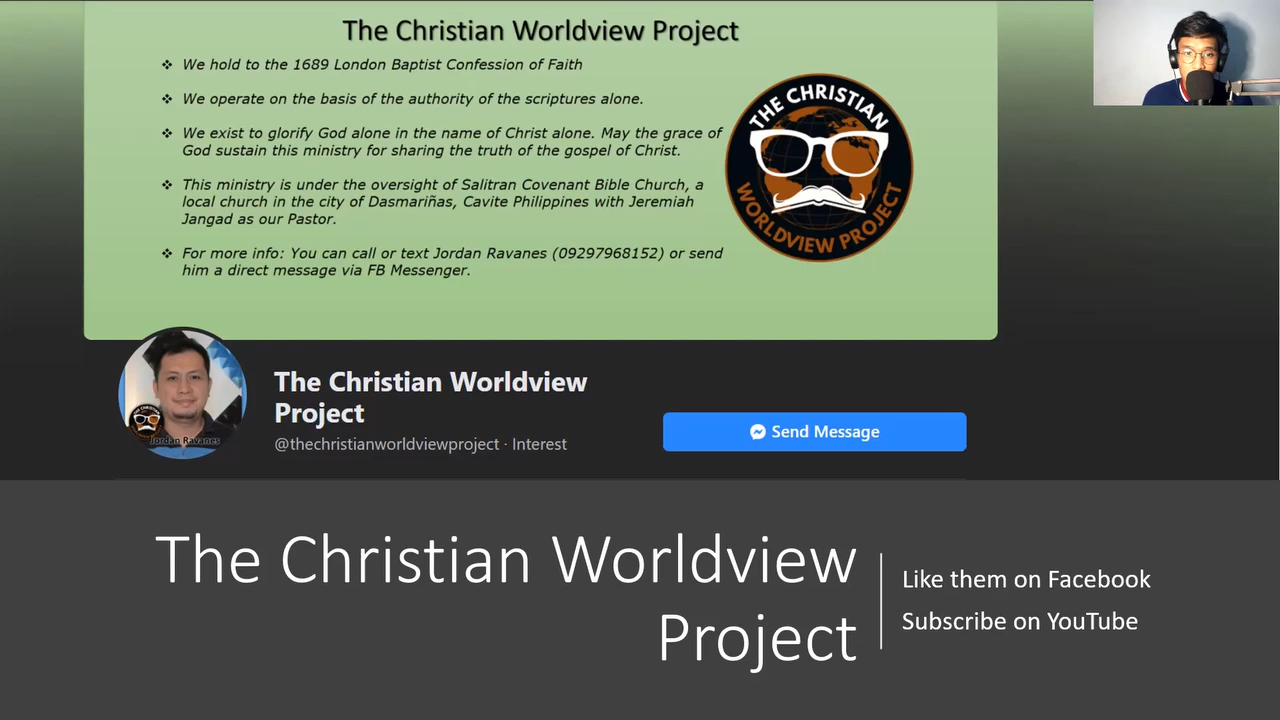 The Christian Worldview Project
❖ We hold to the 1689 London Baptist Confession of Faith
❖ We operate on the basis of the authority of the scriptures alone.
❖ We exist to glorify God alone in the name of Christ alone. May the grace of
God sustain this ministry for sharing the truth of the gospel of Christ.
❖ This ministry is under the oversight of Salitran Covenant Bible Church, a
local church in the city of Dasmariñas, Cavite Philippines with Jeremiah
Jangad as our Pastor.
❖ For more info: You can call or text Jordan Ravanes (09297968152) or send
him a direct message via FB Messenger.
THE CHRISTIAN
WORLDVIEW PROJECT
THE CHRISTIAN
Jordan Ravanes
The Christian Worldview
Project
@thechristianworldviewproject · Interest
Send Message
The Christian Worldview
Project
Like them on Facebook
Subscribe on YouTube